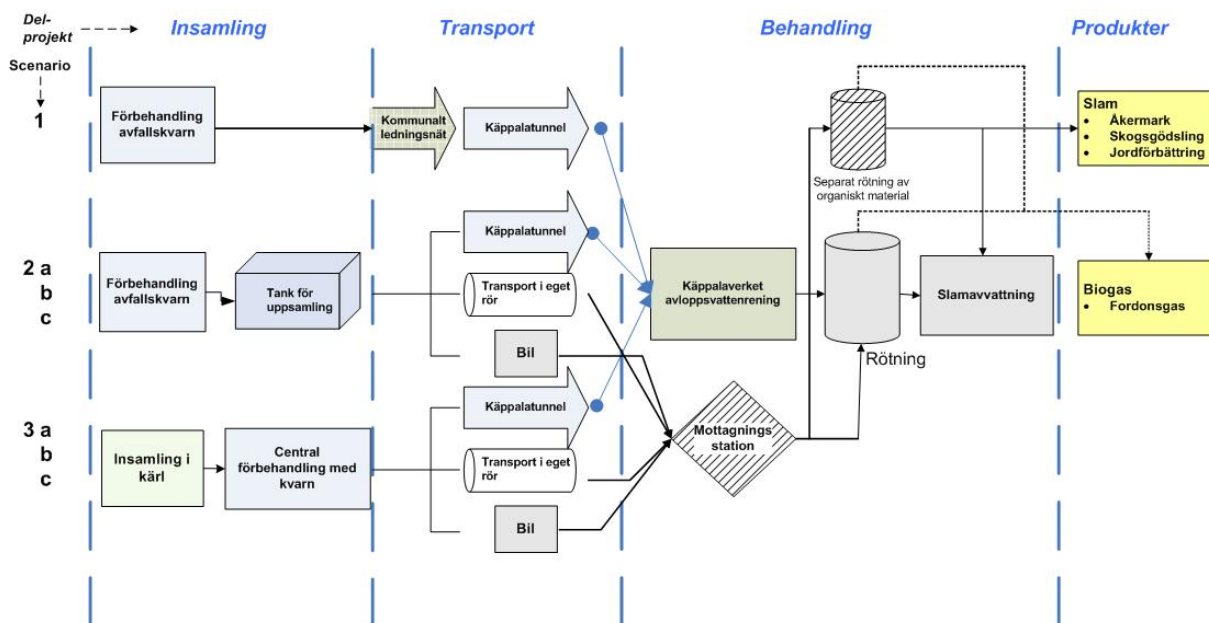 Del-
projekt
Insamling
Transport
Behandling
Produkter
Scenario
1
Förbehandling
avfallskvarn
Kommunalt
ledningsnät
Käppalatunnel
Separat rötning av
organiskt material
Slam
• Åkermark
• Skogsgödsling
• Jordförbättring
2 a
b
c
Förbehandling
avfallskvarn
Tank för
uppsamling
Käppalatunnel
Transport i eget
rör
Bil
Käppalaverket
avloppsvattenrening
Rötning
Slamavvattning
Biogas
• Fordonsgas
3 a
b
c
Insamling i
kärl
Central
förbehandling med
kvarn
Käppalatunnel
Transport i eget
rör
Bil
Mottagnings
station